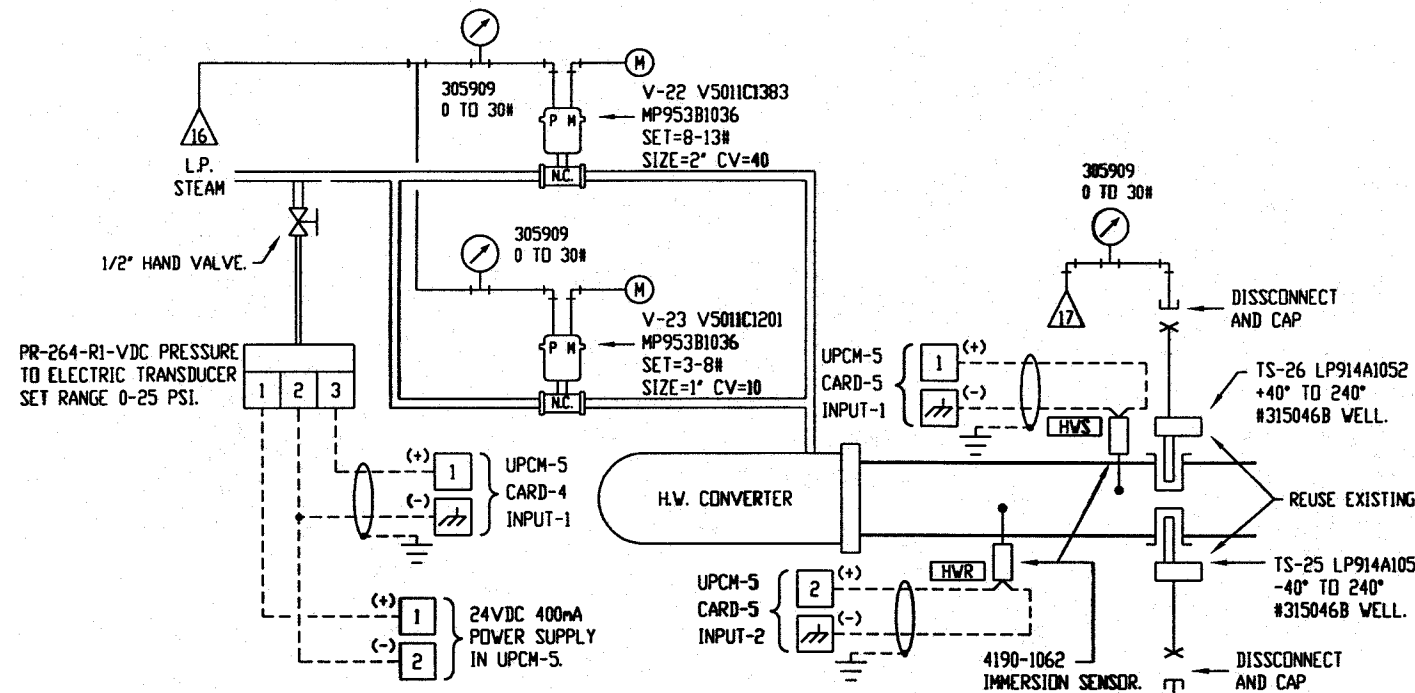 305909
0 TO 30#
M
V-22 V5011C1383
MP953B1036
SET=8-13#
SIZE=2" CV=40
P M
N.C.
16
L.P.
STEAM
1/2" HAND VALVE.
305909
0 TO 30#
M
V-23 V5011C1201
MP953B1036
SET=3-8#
SIZE=1" CV=10
P M
N.C.
PR-264-R1-VDC PRESSURE
TO ELECTRIC TRANSDUCER
SET RANGE 0-25 PSI.
1 2 3
(+)
1
(-)
UPCM-5
CARD-4
INPUT-1
(+)
1
(-)
2
24VDC 400mA
POWER SUPPLY
IN UPCM-5.
H.W. CONVERTER
305909
0 TO 30#
17
DISSCONNECT
AND CAP
UPCM-5
CARD-5
INPUT-1
1
(+)
(-)
HWS
TS-26 LP914A1052
+40° TO 240°
#315046B WELL.
REUSE EXISTING
TS-25 LP914A105
-40° TO 240°
#315046B WELL.
HWR
UPCM-5
CARD-5
INPUT-2
2
(+)
(-)
4190-1062
IMMERSION SENSOR.
DISSCONNECT
AND CAP